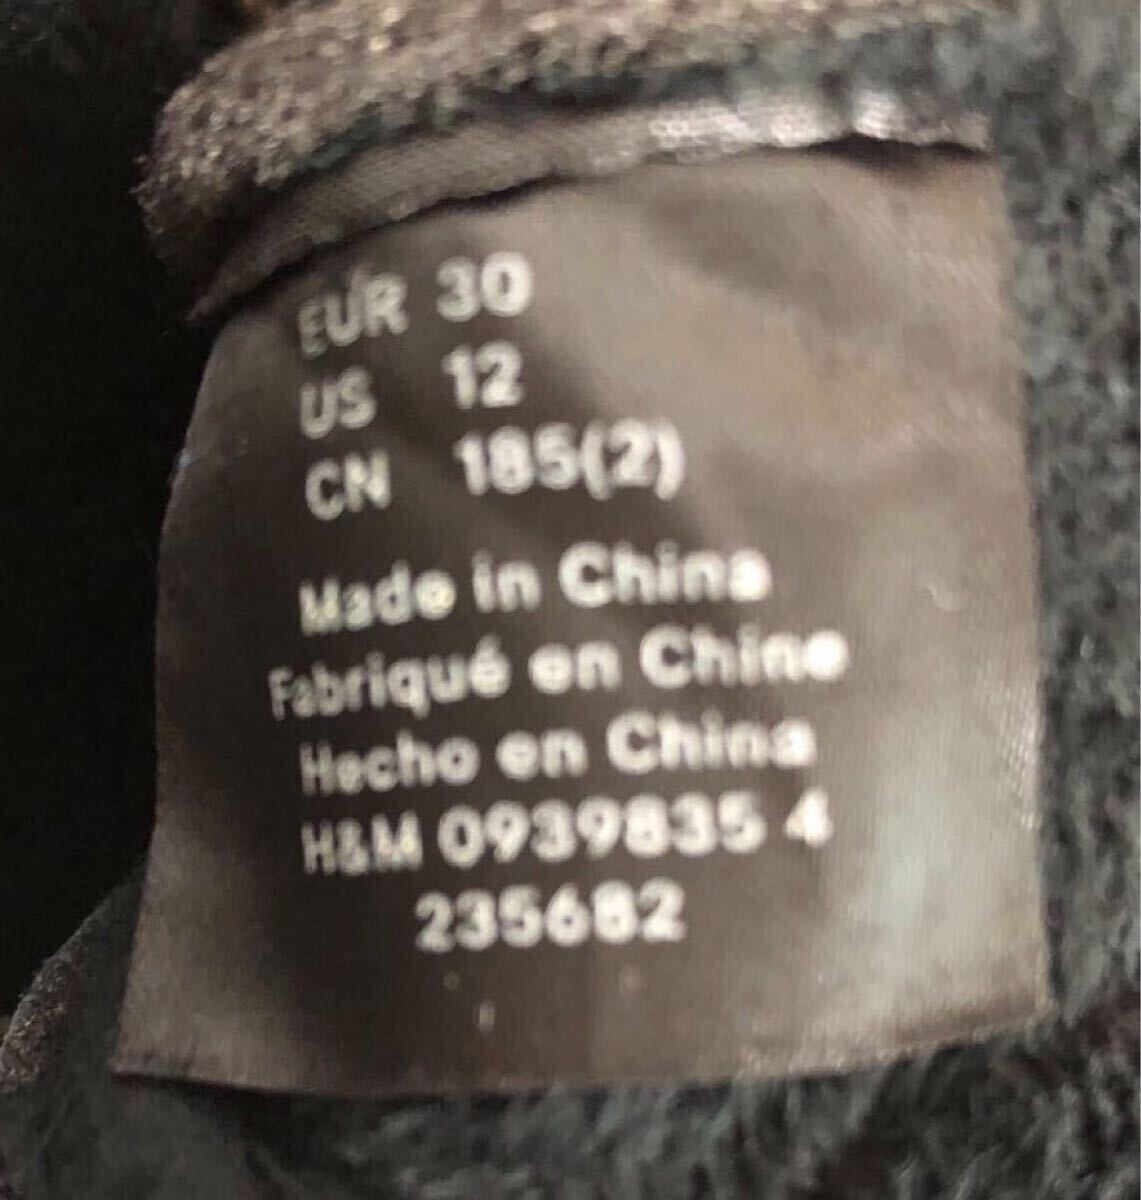 EUR 30
US 12
CN 185(2)
Made in China
Fabriqué en Chine
Hecho en China
H&M 0939835 4
235682